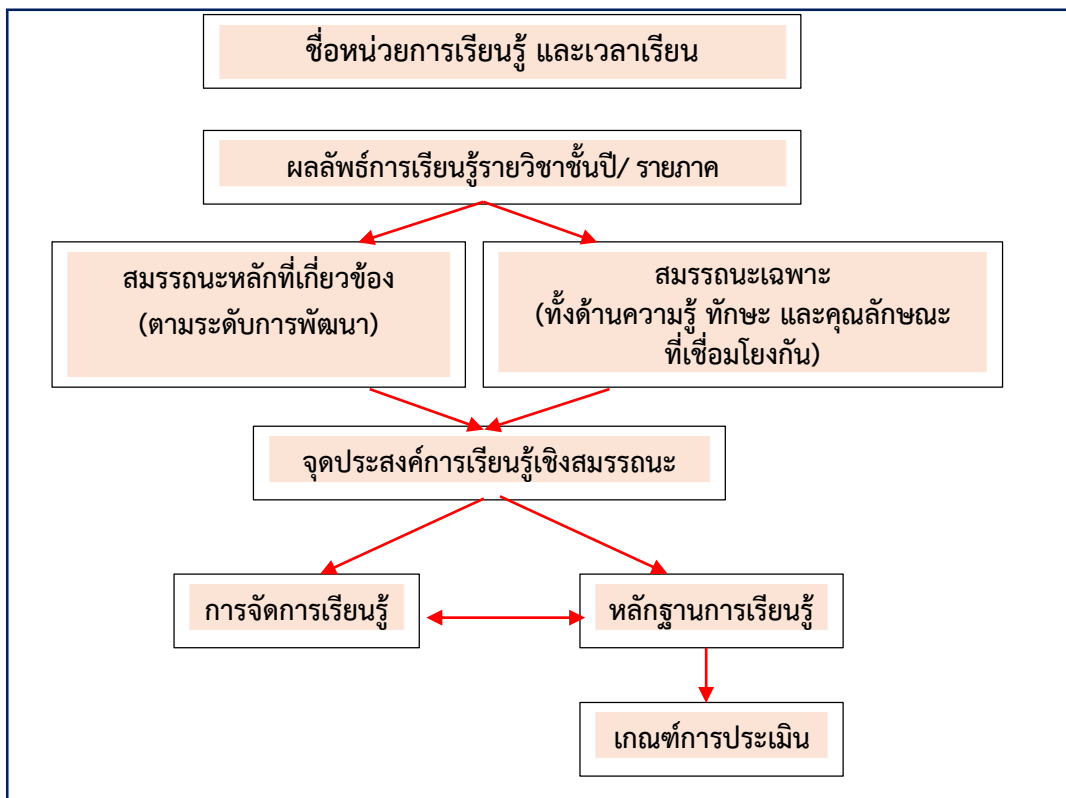 ชื่อหน่วยการเรียนรู้ และเวลาเรียน
ผลลัพธ์การเรียนรู้รายวิชาชั้นปี/ รายภาค
สมรรถนะหลักที่เกี่ยวข้อง
(ตามระดับการพัฒนา)
สมรรถนะเฉพาะ
(ทั้งด้านความรู้ ทักษะ และคุณลักษณะ
ที่เชื่อมโยงกัน)
จุดประสงค์การเรียนรู้เชิงสมรรถนะ
การจัดการเรียนรู้
หลักฐานการเรียนรู้
เกณฑ์การประเมิน